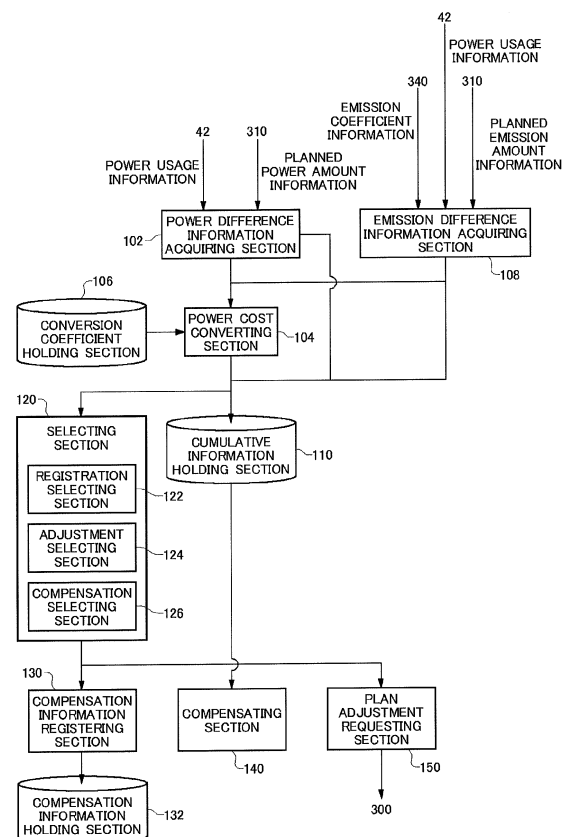 42
POWER USAGE
INFORMATION
340
310
EMISSION
COEFFICIENT
INFORMATION
PLANNED
EMISSION
AMOUNT
INFORMATION
42
310
POWER USAGE
INFORMATION
PLANNED
POWER AMOUNT
INFORMATION
102
POWER DIFFERENCE
INFORMATION
ACQUIRING SECTION
EMISSION DIFFERENCE
INFORMATION ACQUIRING
SECTION
108
106
CONVERSION
COEFFICIENT
HOLDING SECTION
POWER COST
CONVERTING
SECTION
104
120
SELECTING
SECTION
CUMULATIVE
INFORMATION
HOLDING SECTION
110
REGISTRATION
SELECTING
SECTION
122
ADJUSTMENT
SELECTING
SECTION
124
COMPENSATION
SELECTING
SECTION
126
130
COMPENSATION
INFORMATION
REGISTERING
SECTION
COMPENSATING
SECTION
140
PLAN
ADJUSTMENT
REQUESTING
SECTION
150
COMPENSATION
INFORMATION
HOLDING SECTION
132
300